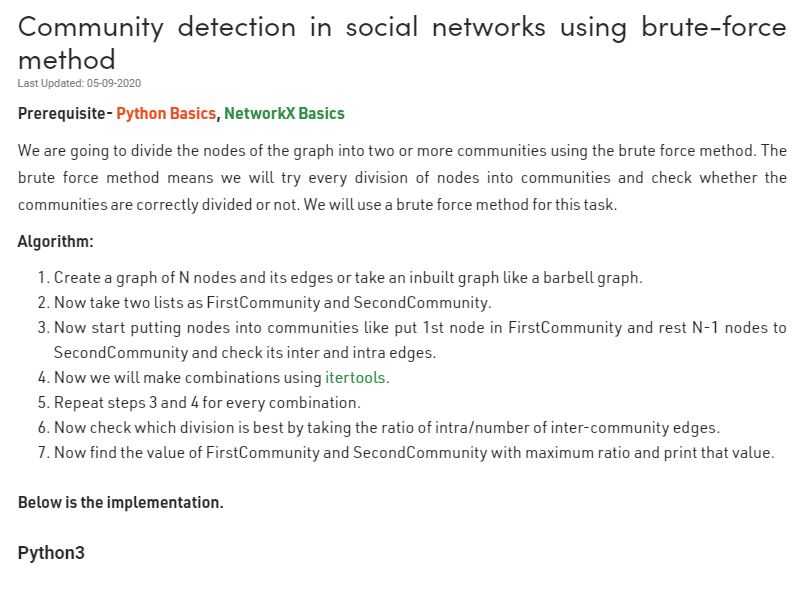 Community detection in social networks using brute-force
method
Last Updated: 05-09-2020
Prerequisite- Python Basics, NetworkX Basics
We are going to divide the nodes of the graph into two or more communities using the brute force method. The
brute force method means we will try every division of nodes into communities and check whether the
communities are correctly divided or not. We will use a brute force method for this task.
Algorithm:
1. Create a graph of N nodes and its edges or take an inbuilt graph like a barbell graph.
2. Now take two lists as FirstCommunity and SecondCommunity.
3. Now start putting nodes into communities like put 1st node in FirstCommunity and rest N-1 nodes to
SecondCommunity and check its inter and intra edges.
4. Now we will make combinations using itertools.
5. Repeat steps 3 and 4 for every combination.
6. Now check which division is best by taking the ratio of intra/number of inter-community edges.
7. Now find the value of FirstCommunity and SecondCommunity with maximum ratio and print that value.
Below is the implementation.
Python3